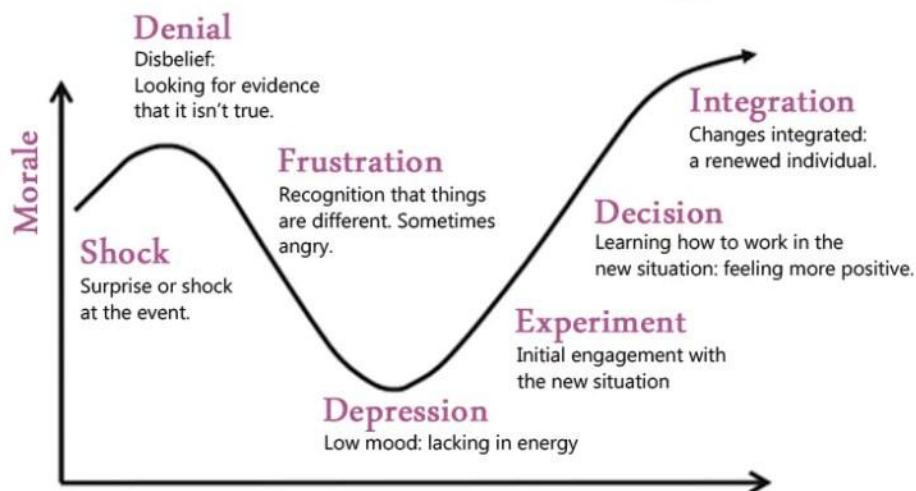 Denial
Disbelief:
Looking for evidence
that it isn't true.
Morale
Shock
Surprise or shock
at the event.
Frustration
Recognition that things
are different. Sometimes
angry.
Depression
Low mood: lacking in energy
Experiment
Initial engagement with
the new situation
Decision
Learning how to work in the
new situation: feeling more positive.
Integration
Changes integrated:
a renewed individual.